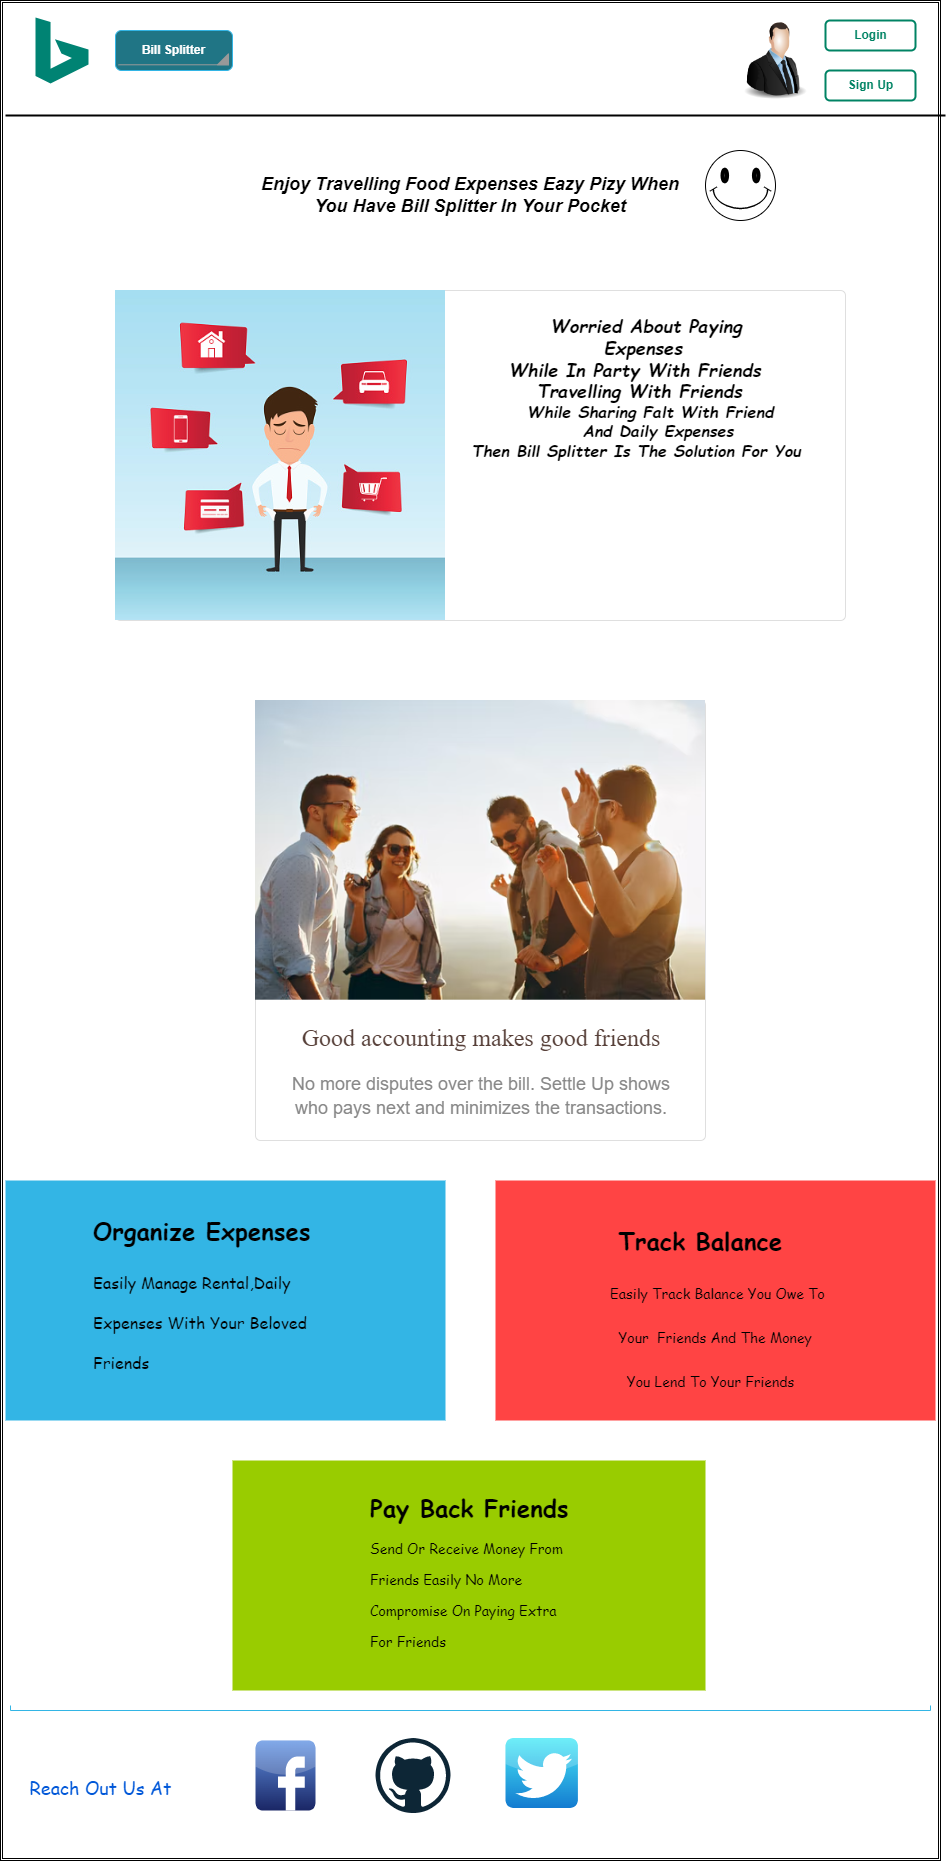 Bill Splitter
Login
Sign Up
Enjoy Travelling Food Expenses Eazy Pizy When
You Have Bill Splitter In Your Pocket
Worried About Paying
Expenses
While In Party With Friends
Travelling With Friends
While Sharing Falt With Friend
And Daily Expenses
Then Bill Splitter Is The Solution For You
Good accounting makes good friends
No more disputes over the bill. Settle Up shows
who pays next and minimizes the transactions.
Organize Expenses
Easily Manage Rental,Daily
Expenses With Your Beloved
Friends
Track Balance
Easily Track Balance You Owe To
Your Friends And The Money
You Lend To Your Friends
Pay Back Friends
Send Or Receive Money From
Friends Easily No More
Compromise On Paying Extra
For Friends
Reach Out Us At